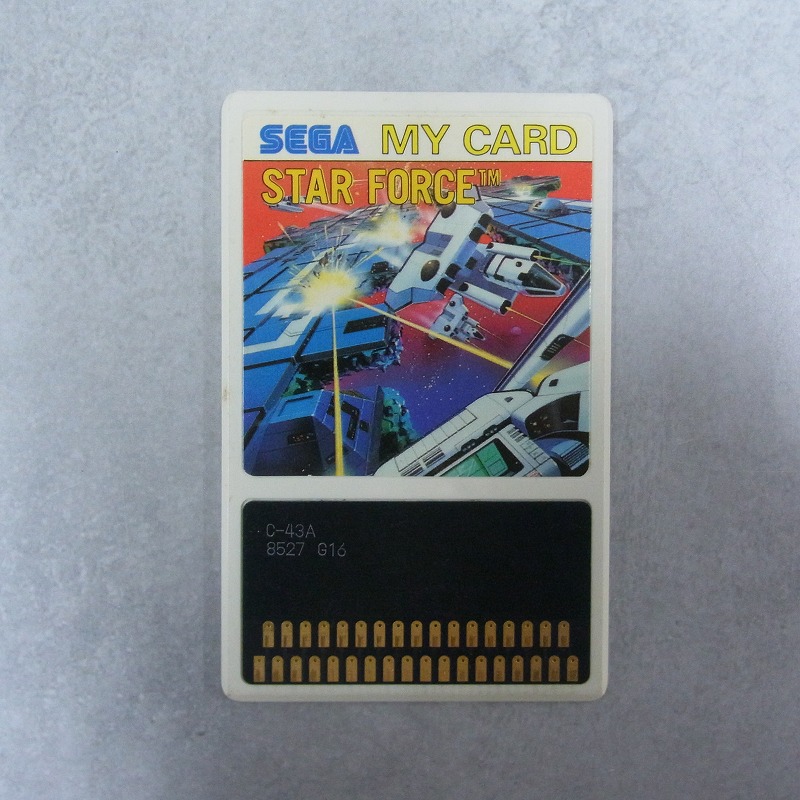 SEGA MY CARD
STAR FORCE™
C-43A
8527 G16